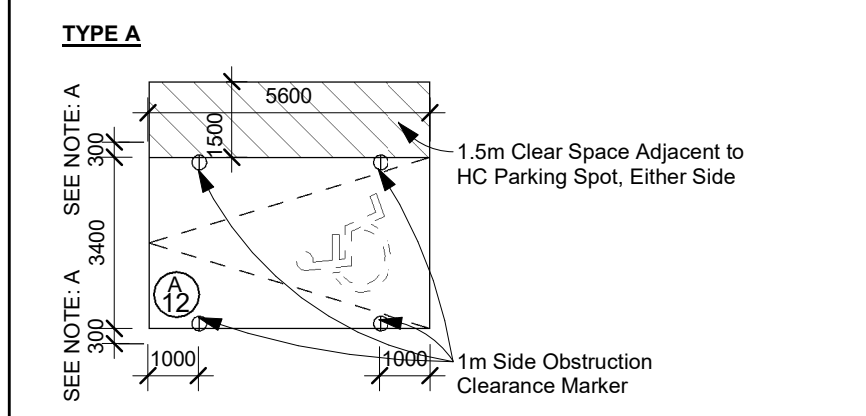 TYPE A
5600
1500
SEE NOTE: A
300
3400
SEE NOTE: A
300
A
12
1000
1000
1.5m Clear Space Adjacent to
HC Parking Spot, Either Side
1m Side Obstruction
Clearance Marker